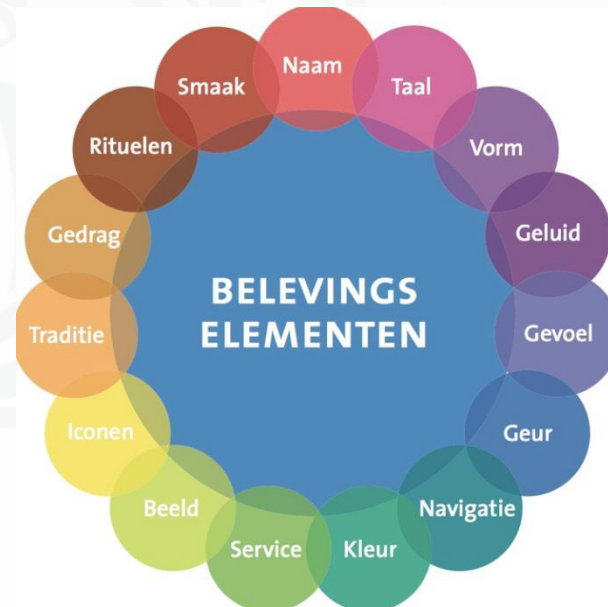 BELEVINGS
ELEMENTEN
Naam
Taal
Vorm
Geluid
Gevoel
Geur
Navigatie
Kleur
Service
Beeld
Iconen
Traditie
Gedrag
Rituelen
Smaak